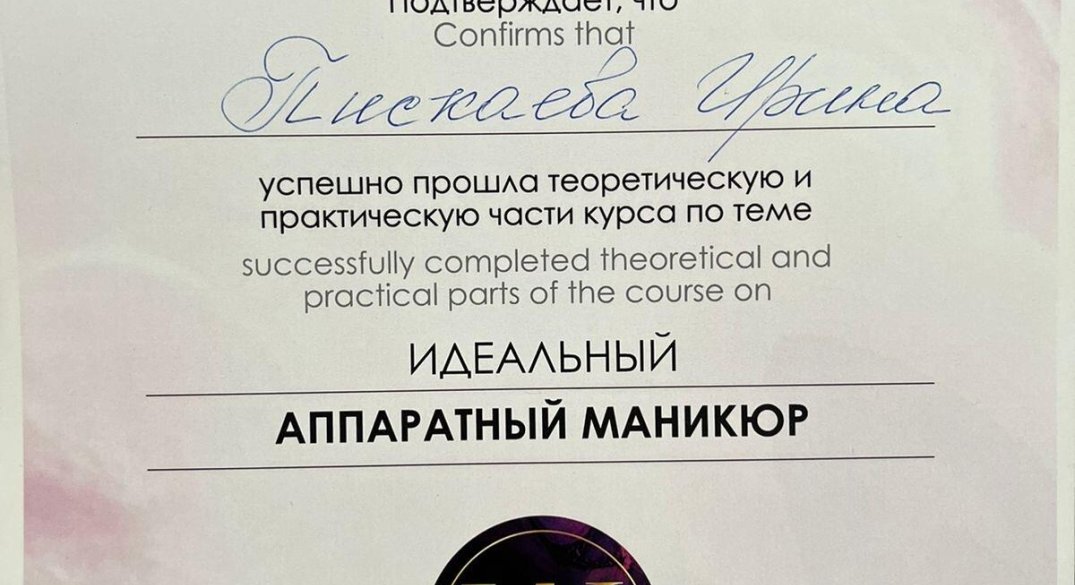 Подтверждает, что
Confirms that
Пискаева Ирина
успешно прошла теоретическую и
практическую части курса по теме
successfully completed theoretical and
practical parts of the course on
ИДЕАЛЬНЫЙ
АППАРАТНЫЙ МАНИКЮР